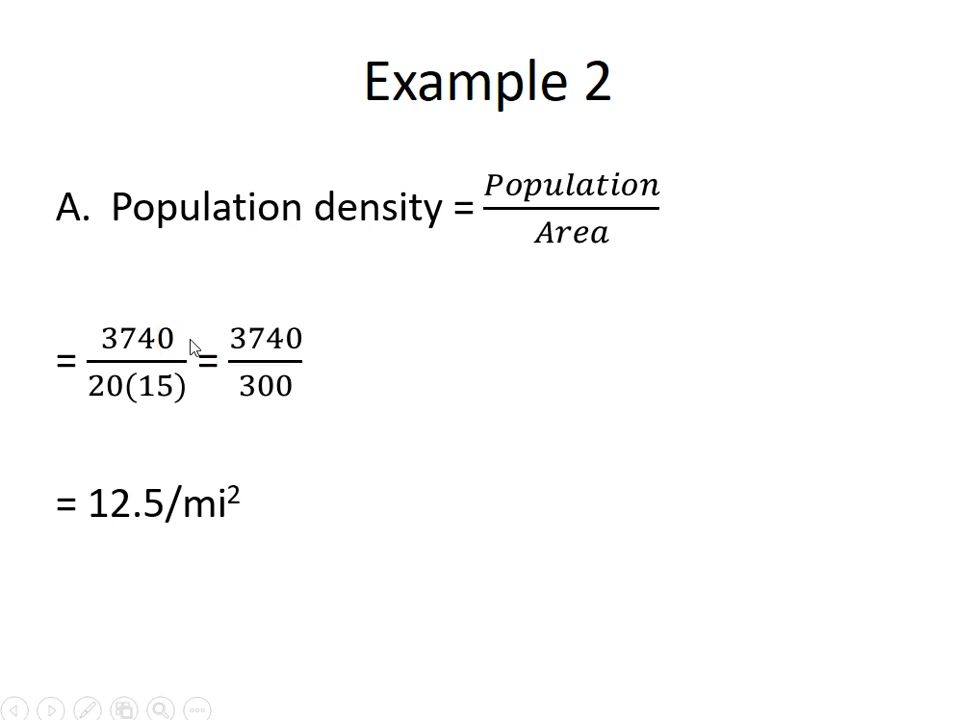 Example 2
A. Population density = Population/Area
= 3740/20(15) = 3740/300
= 12.5/mi²